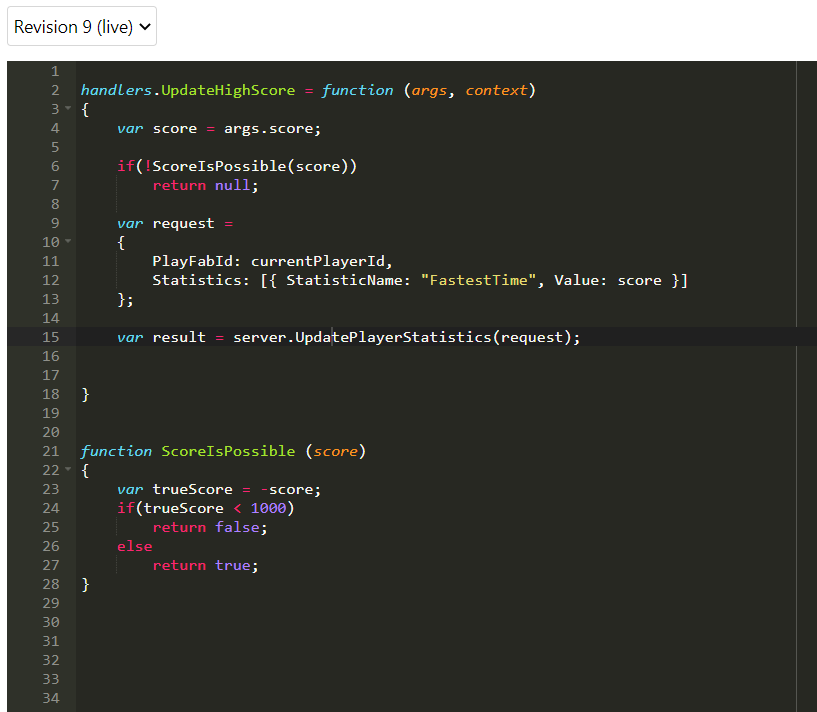 Revision 9 (live)
1
2 handlers.UpdateHighScore = function (args, context)
3 {
4     var score = args.score;
5
6     if(!ScoreIsPossible(score))
7         return null;
8
9     var request =
10     {
11         PlayFabId: currentPlayerId,
12         Statistics: [{ StatisticName: "FastestTime", Value: score }]
13     };
14
15     var result = server.UpdatePlayerStatistics(request);
16
17
18 }
19
20
21 function ScoreIsPossible (score)
22 {
23     var trueScore = -score;
24     if(trueScore < 1000)
25         return false;
26     else
27         return true;
28 }
29
30
31
32
33
34